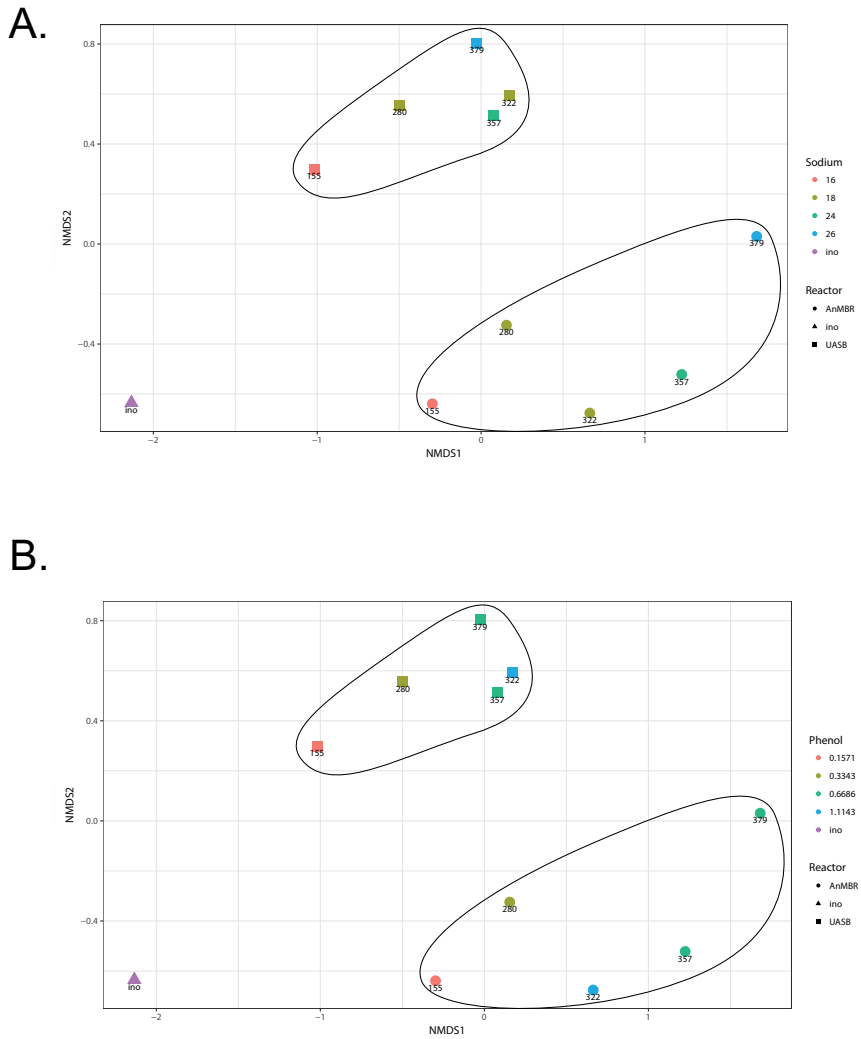 A.
0.8
0.4
0.0
−0.4
NMDS2
379
280
322
357
155
379
280
357
155
322
ino
−2
−1
0
1
NMDS1
Sodium
16
18
24
26
ino
Reactor
AnMBR
ino
UASB
B.
0.8
0.4
0.0
−0.4
NMDS2
379
280
322
357
155
379
280
357
155
322
ino
−2
−1
0
1
NMDS1
Phenol
0.1571
0.3343
0.6686
1.1143
ino
Reactor
AnMBR
ino
UASB